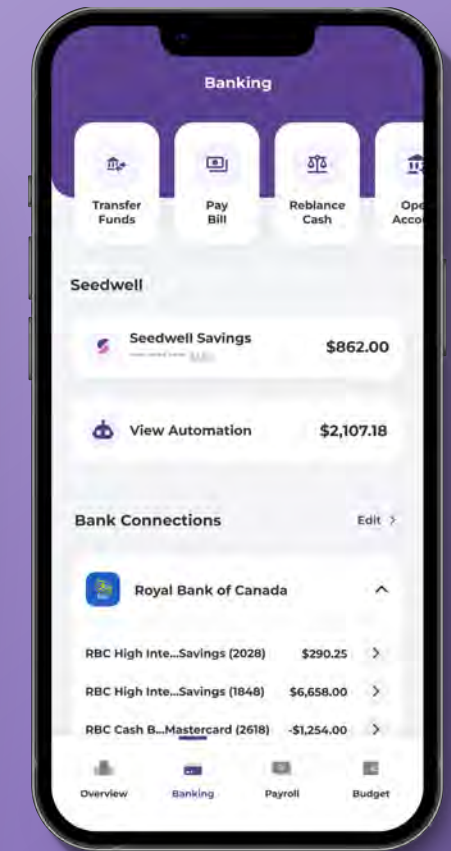 Banking
Transfer
Funds
Pay
Bill
Reblance
Cash
Ope
Acco
Seedwell
Seedwell Savings
$862.00
View Automation
$2,107.18
Bank Connections
Edit >
Royal Bank of Canada
RBC High Inte...Savings (2028) $290.25 >
RBC High Inte...Savings (1848) $6,658.00 >
RBC Cash B...Mastercard (2618) -$1,254.00 >
Overview
Banking
Payroll
Budget